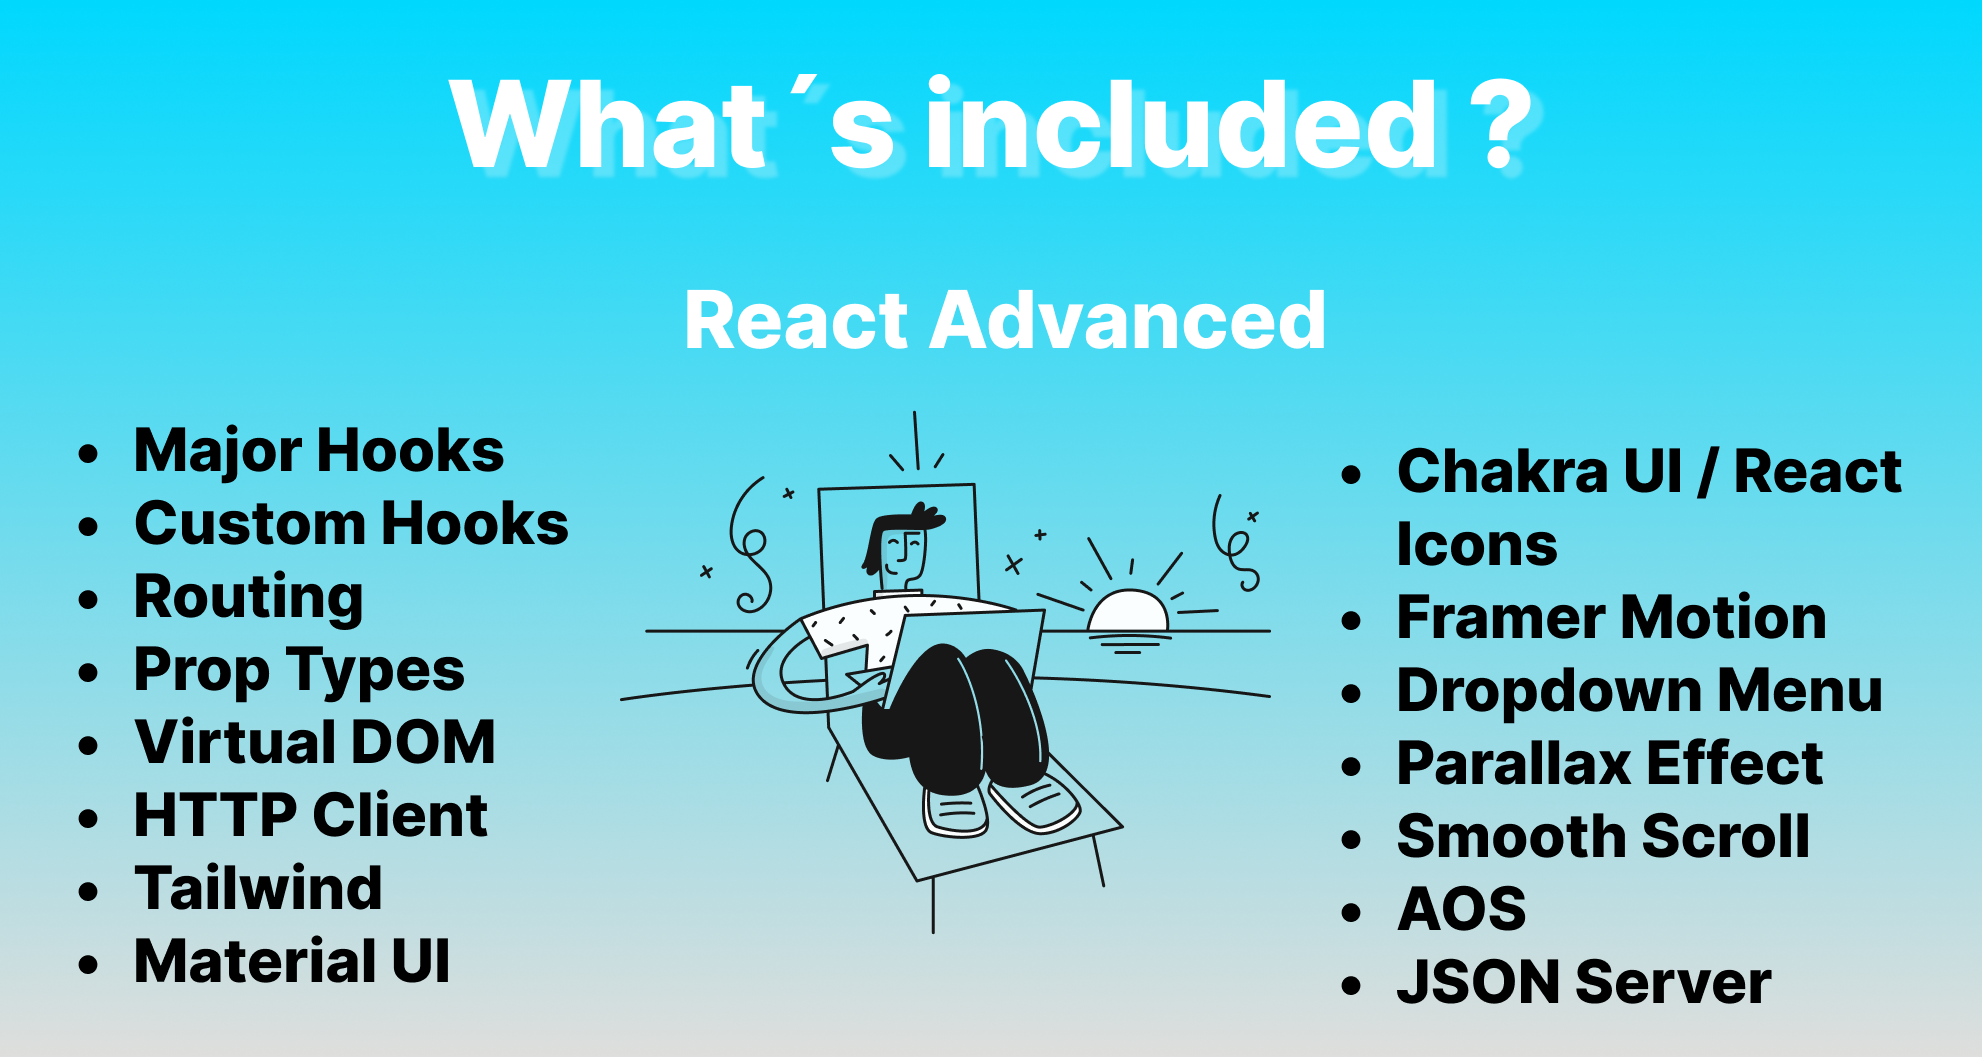 What´s included ?
React Advanced
• Major Hooks
• Custom Hooks
• Routing
• Prop Types
• Virtual DOM
• HTTP Client
• Tailwind
• Material UI
• Chakra UI / React
Icons
• Framer Motion
• Dropdown Menu
• Parallax Effect
• Smooth Scroll
• AOS
• JSON Server